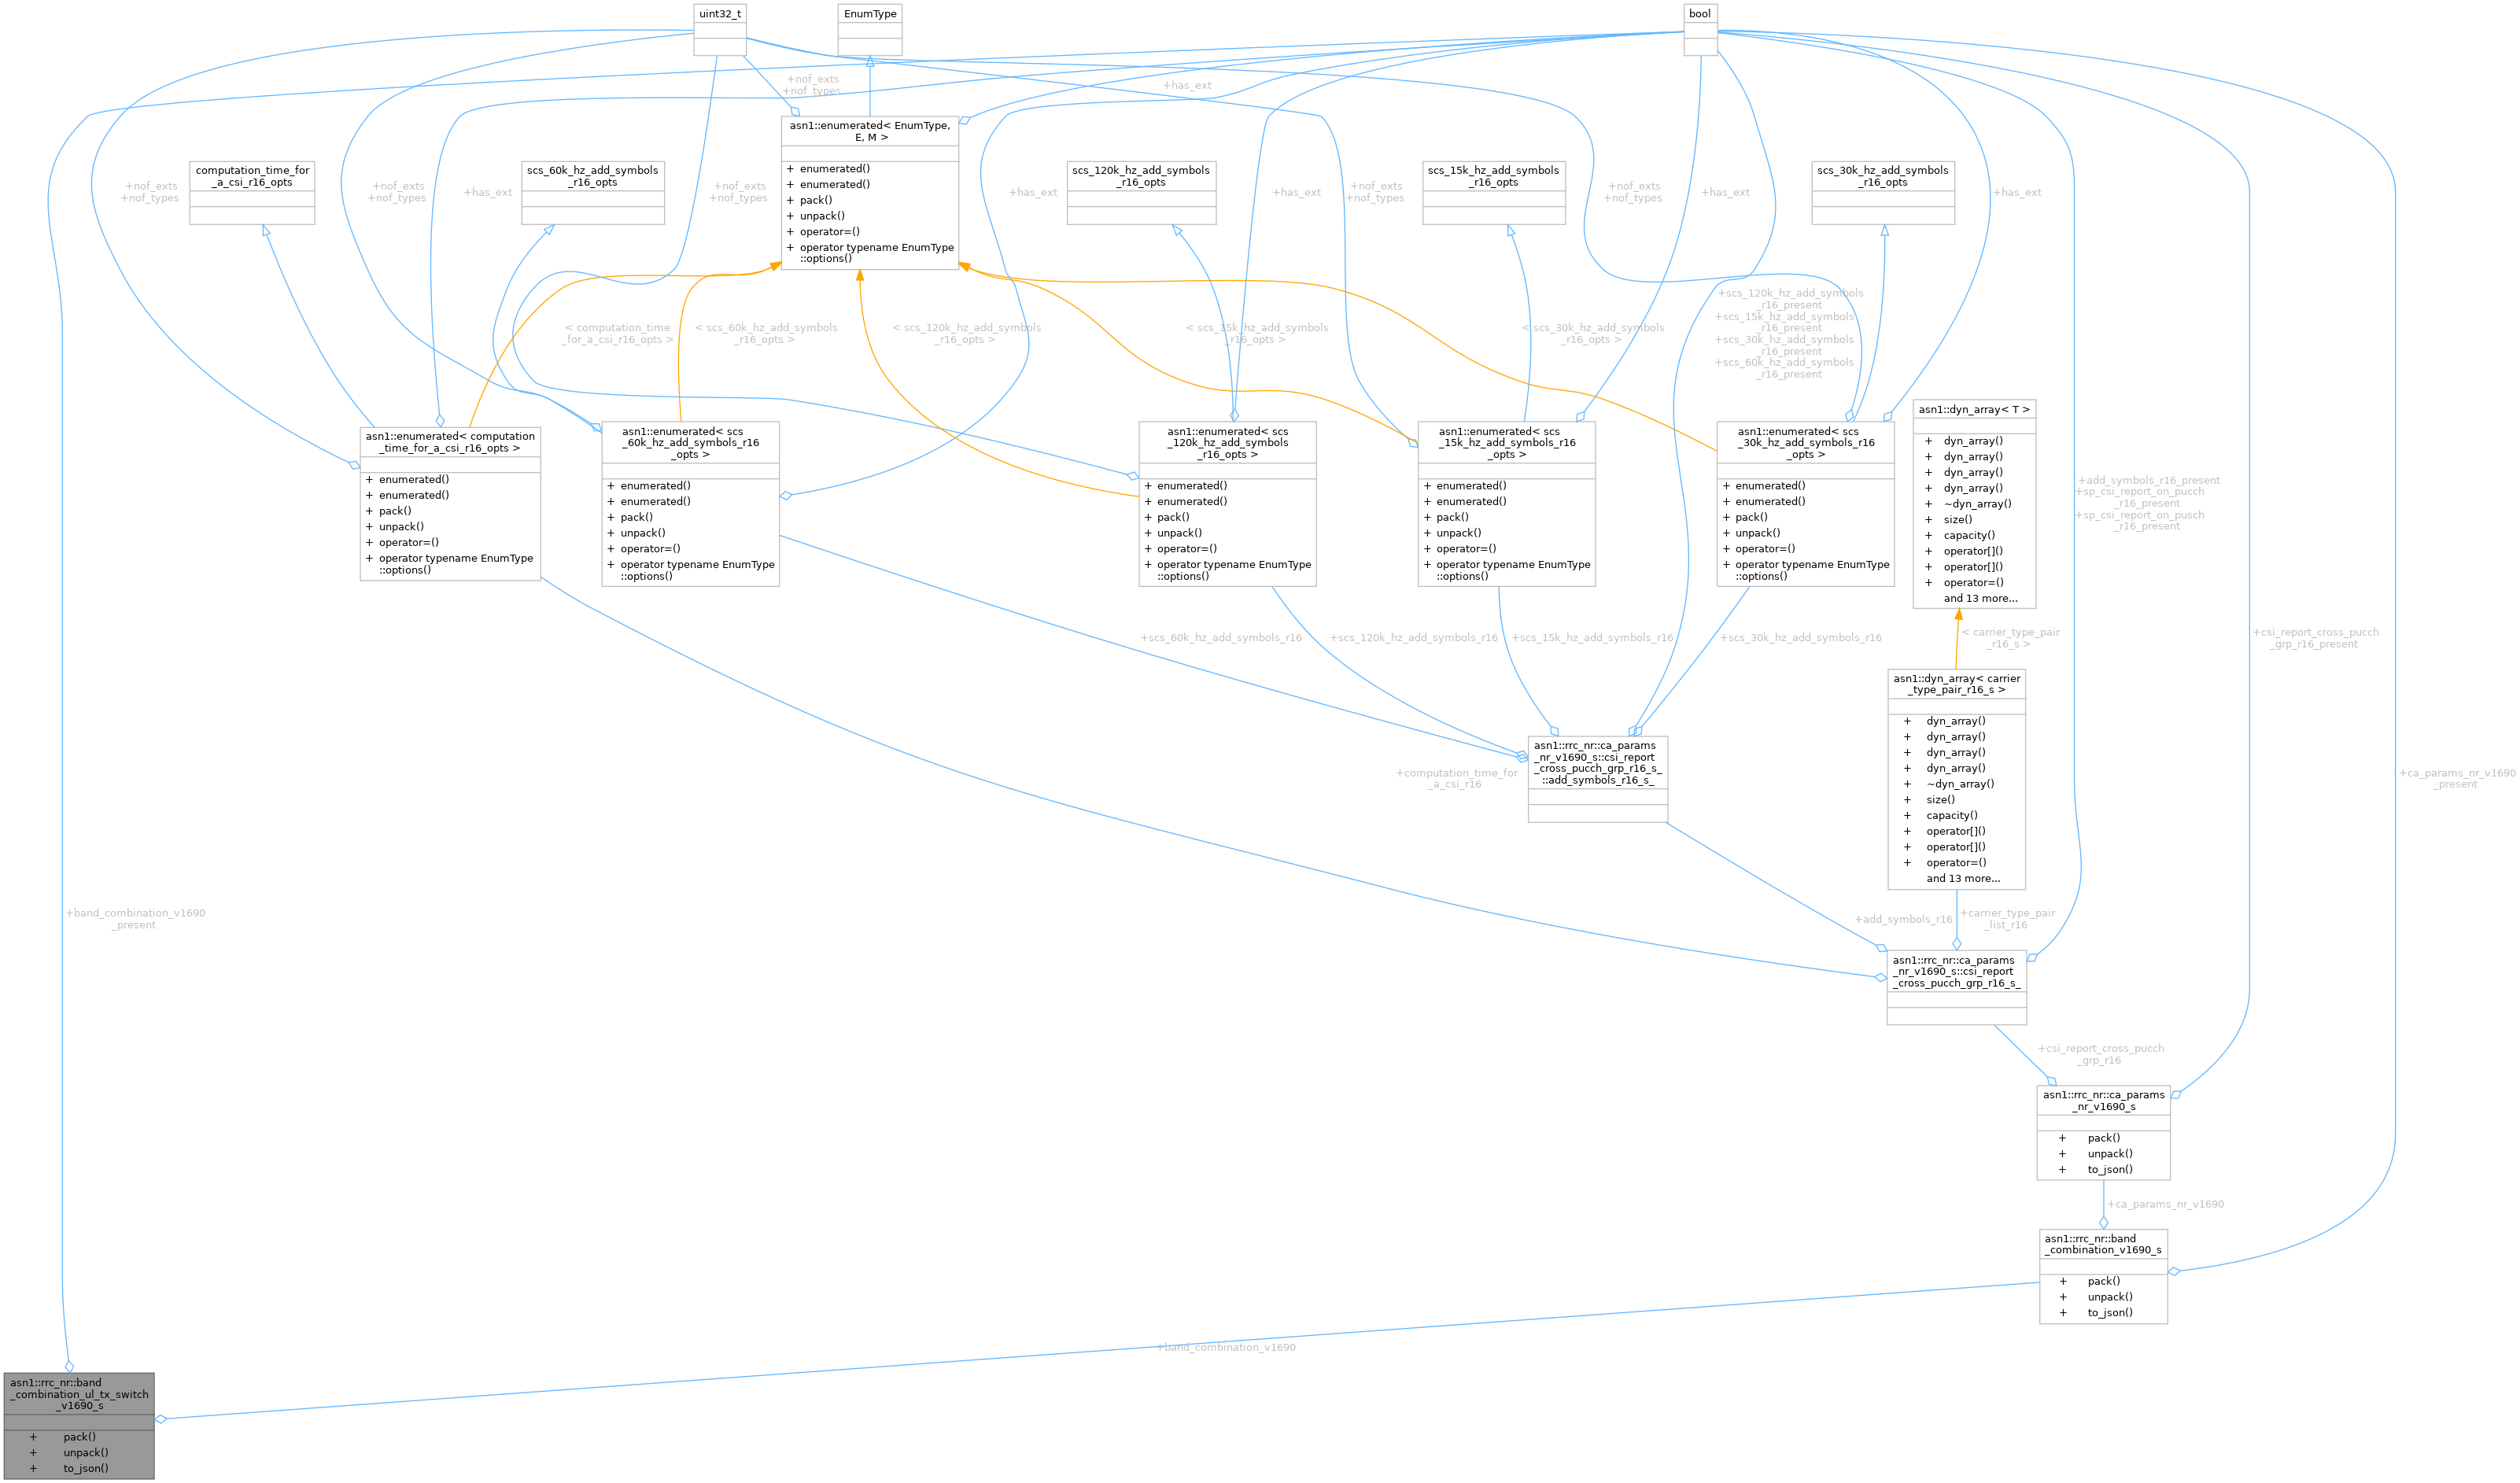 uint32_t
EnumType
bool
+nof_exts
+nof_types
+has_ext
asn1::enumerated< EnumType,
E, M >
+ enumerated()
+ enumerated()
+ pack()
+ unpack()
+ operator=()
+ operator typename EnumType
::options()
computation_time_for
_a_csi_r16_opts
scs_60k_hz_add_symbols
_r16_opts
scs_120k_hz_add_symbols
_r16_opts
scs_15k_hz_add_symbols
_r16_opts
scs_30k_hz_add_symbols
_r16_opts
+nof_exts
+nof_types
+nof_exts
+nof_types
+has_ext
+nof_exts
+nof_types
+has_ext
+has_ext
+nof_exts
+nof_types
+nof_exts
+nof_types
+has_ext
+has_ext
< computation_time
_for_a_csi_r16_opts >
< scs_60k_hz_add_symbols
_r16_opts >
< scs_120k_hz_add_symbols
_r16_opts >
< scs_15k_hz_add_symbols
_r16_opts >
< scs_30k_hz_add_symbols
_r16_opts >
+scs_120k_hz_add_symbols
_r16_present
+scs_15k_hz_add_symbols
_r16_present
+scs_30k_hz_add_symbols
_r16_present
+scs_60k_hz_add_symbols
_r16_present
asn1::enumerated< computation
_time_for_a_csi_r16_opts >
+ enumerated()
+ enumerated()
+ pack()
+ unpack()
+ operator=()
+ operator typename EnumType
::options()
asn1::enumerated< scs
_60k_hz_add_symbols_r16
_opts >
+ enumerated()
+ enumerated()
+ pack()
+ unpack()
+ operator=()
+ operator typename EnumType
::options()
asn1::enumerated< scs
_120k_hz_add_symbols
_r16_opts >
+ enumerated()
+ enumerated()
+ pack()
+ unpack()
+ operator=()
+ operator typename EnumType
::options()
asn1::enumerated< scs
_15k_hz_add_symbols_r16
_opts >
+ enumerated()
+ enumerated()
+ pack()
+ unpack()
+ operator=()
+ operator typename EnumType
::options()
asn1::enumerated< scs
_30k_hz_add_symbols_r16
_opts >
+ enumerated()
+ enumerated()
+ pack()
+ unpack()
+ operator=()
+ operator typename EnumType
::options()
asn1::dyn_array< T >
+ dyn_array()
+ dyn_array()
+ dyn_array()
+ dyn_array()
+ ~dyn_array()
+ size()
+ capacity()
+ operator[]()
+ operator[]()
+ operator=()
and 13 more...
+add_symbols_r16_present
+sp_csi_report_on_pucch
_r16_present
+sp_csi_report_on_pusch
_r16_present
+scs_60k_hz_add_symbols_r16
+scs_120k_hz_add_symbols_r16
+scs_15k_hz_add_symbols_r16
+scs_30k_hz_add_symbols_r16
< carrier_type_pair
_r16_s >
+csi_report_cross_pucch
_grp_r16_present
asn1::dyn_array< carrier
_type_pair_r16_s >
+ dyn_array()
+ dyn_array()
+ dyn_array()
+ dyn_array()
+ ~dyn_array()
+ size()
+ capacity()
+ operator[]()
+ operator[]()
+ operator=()
and 13 more...
+computation_time_for
_a_csi_r16
asn1::rrc_nr::ca_params
_nr_v1690_s::csi_report
_cross_pucch_grp_r16_s_
::add_symbols_r16_s_
+ca_params_nr_v1690
_present
+band_combination_v1690
_present
+add_symbols_r16
+carrier_type_pair
_list_r16
asn1::rrc_nr::ca_params
_nr_v1690_s::csi_report
_cross_pucch_grp_r16_s_
+csi_report_cross_pucch
_grp_r16
asn1::rrc_nr::ca_params
_nr_v1690_s
+ pack()
+ unpack()
+ to_json()
+ca_params_nr_v1690
asn1::rrc_nr::band
_combination_v1690_s
+ pack()
+ unpack()
+ to_json()
+band_combination_v1690
asn1::rrc_nr::band
_combination_ul_tx_switch
_v1690_s
+ pack()
+ unpack()
+ to_json()